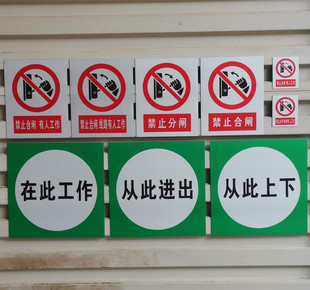 禁止合闸 有人工作
禁止合闸 线路有人工作
禁止分闸
禁止合闸
在此工作
从此进出
从此上下